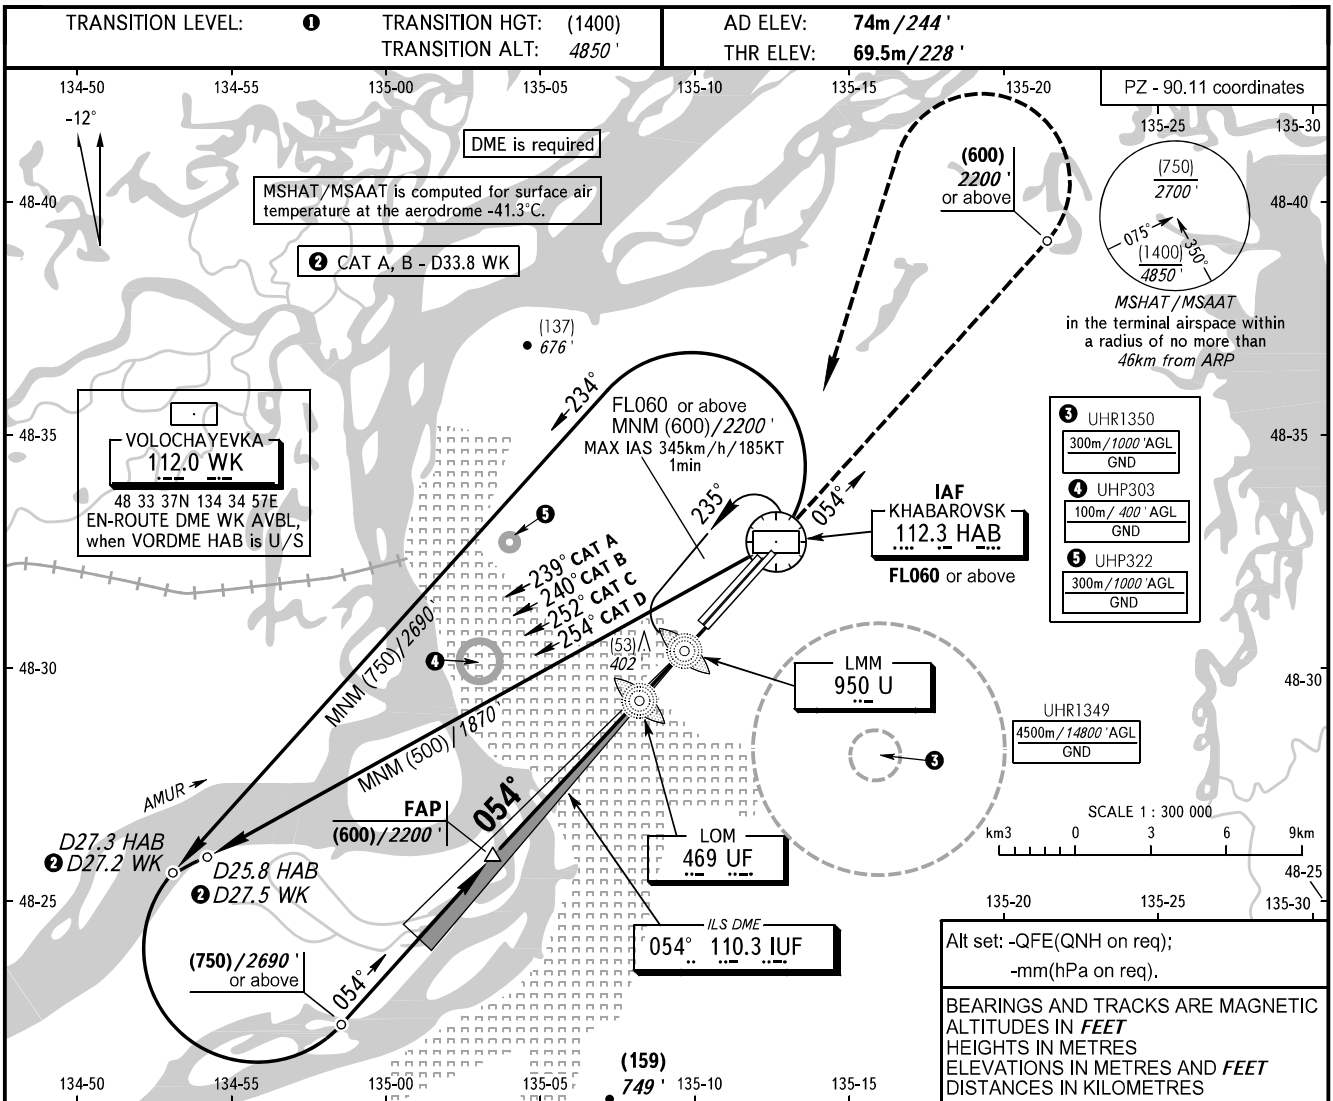 TRANSITION LEVEL: ❶ TRANSITION HGT: (1400)
TRANSITION ALT: 4850 '
AD ELEV: 74m/244 '
THR ELEV: 69.5m/228 '
134-50 134-55 135-00 135-05 135-10 135-15 135-20
PZ - 90.11 coordinates
135-25 135-30
-12°
DME is required
MSHAT/MSAAT is computed for surface air
temperature at the aerodrome -41.3°C.
❷ CAT A, B - D33.8 WK
48-40
48-40
(600)
2200 '
or above
(750)
2700 '
075°
350°
(1400)
4850 '
MSHAT/MSAAT
in the terminal airspace within
a radius of no more than
46km from ARP
(137)
676 '
234°
FL060 or above
MNM (600)/2200 '
MAX IAS 345km/h/185KT
1min
235°
054°
VOLOCHAYEVKA
112.0 WK
48 33 37N 134 34 57E
EN-ROUTE DME WK AVBL,
when VORDME HAB is U/S
48-35
48-35
IAF
KHABAROVSK
112.3 HAB
FL060 or above
❸ UHR1350
300m/1000 'AGL
GND
❹ UHP303
100m/ 400' AGL
GND
❺ UHP322
300m/1000 'AGL
GND
❺
239° CAT A
240° CAT B
252° CAT C
254° CAT D
❹
(53)
402
MNM (750)/2690 '
MNM (500)/1870 '
48-30
48-30
LMM
950 U
UHR1349
4500m/14800 'AGL
GND
❸
AMUR
FAP
(600)/2200 '
054°
D27.3 HAB
❷ D27.2 WK
D25.8 HAB
❷ D27.5 WK
LOM
469 UF
SCALE 1 : 300 000
km3 0 3 6 9km
48-25
48-25
135-20 135-25 135-30
ILS DME
054° 110.3 IUF
(750)/2690 '
or above
054°
Alt set: -QFE(QNH on req);
-mm(hPa on req).
BEARINGS AND TRACKS ARE MAGNETIC
ALTITUDES IN FEET
HEIGHTS IN METRES
ELEVATIONS IN METRES AND FEET
DISTANCES IN KILOMETRES
(159)
749 '
134-50 134-55 135-00 135-05 135-10 135-15